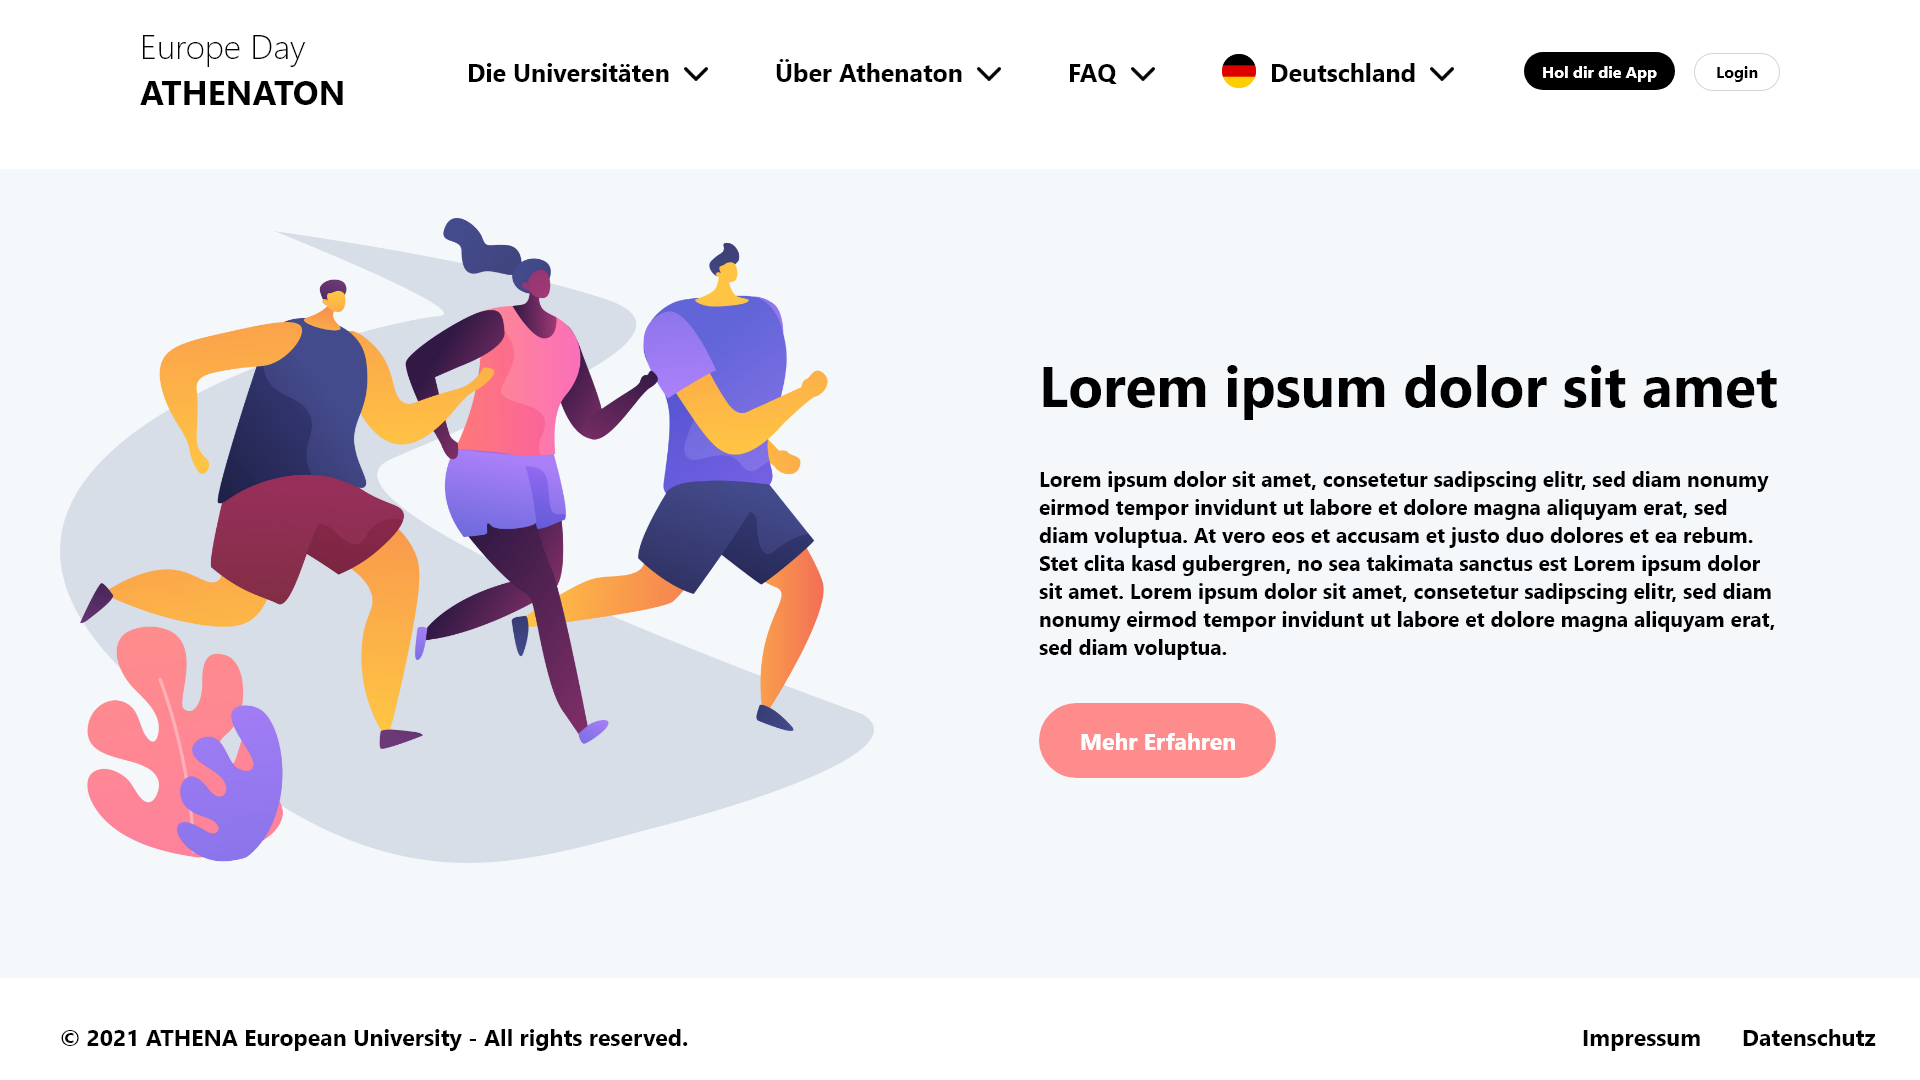 Europe Day
ATHENATON
Die Universitäten
Über Athenaton
FAQ
Deutschland
Hol dir die App
Login
Lorem ipsum dolor sit amet
Lorem ipsum dolor sit amet, consetetur sadipscing elitr, sed diam nonumy
eirmod tempor invidunt ut labore et dolore magna aliquyam erat, sed
diam voluptua. At vero eos et accusam et justo duo dolores et ea rebum.
Stet clita kasd gubergren, no sea takimata sanctus est Lorem ipsum dolor
sit amet. Lorem ipsum dolor sit amet, consetetur sadipscing elitr, sed diam
nonumy eirmod tempor invidunt ut labore et dolore magna aliquyam erat,
sed diam voluptua.
Mehr Erfahren
© 2021 ATHENA European University - All rights reserved.
Impressum
Datenschutz